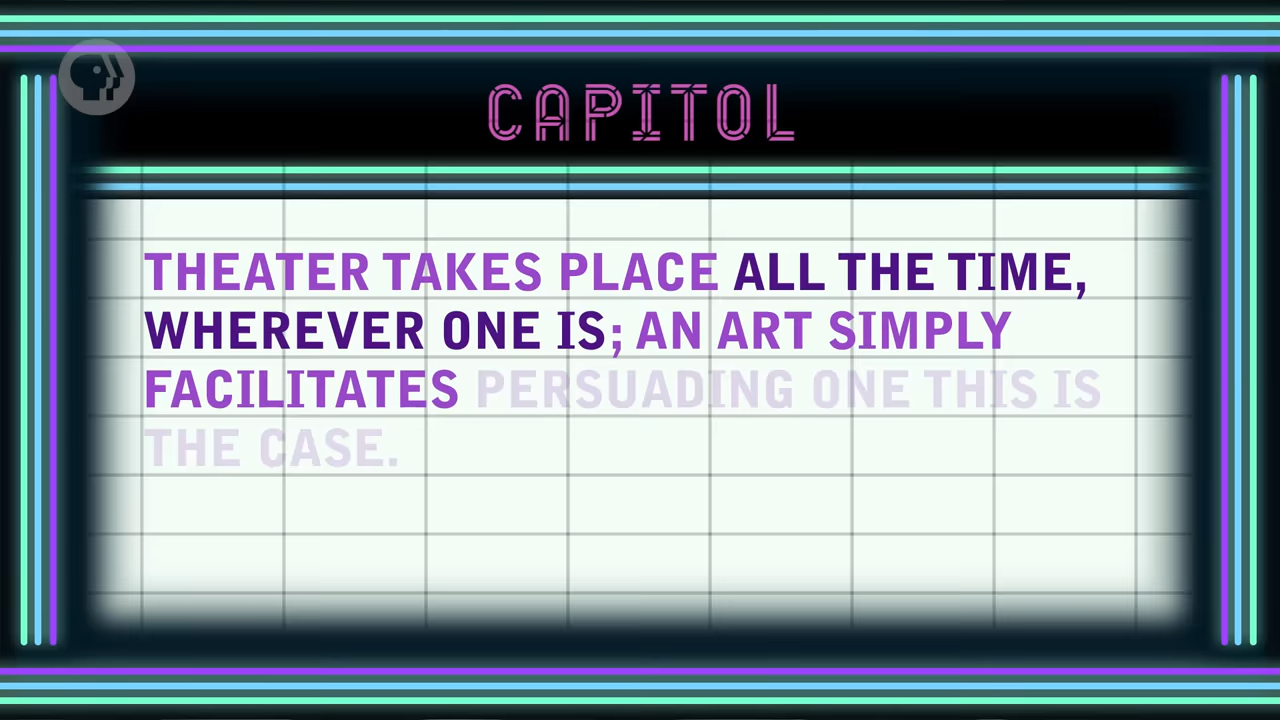 CAPITOL
THEATER TAKES PLACE ALL THE TIME,
WHEREVER ONE IS; AN ART SIMPLY
FACILITATES PERSUADING ONE THIS IS
THE CASE.